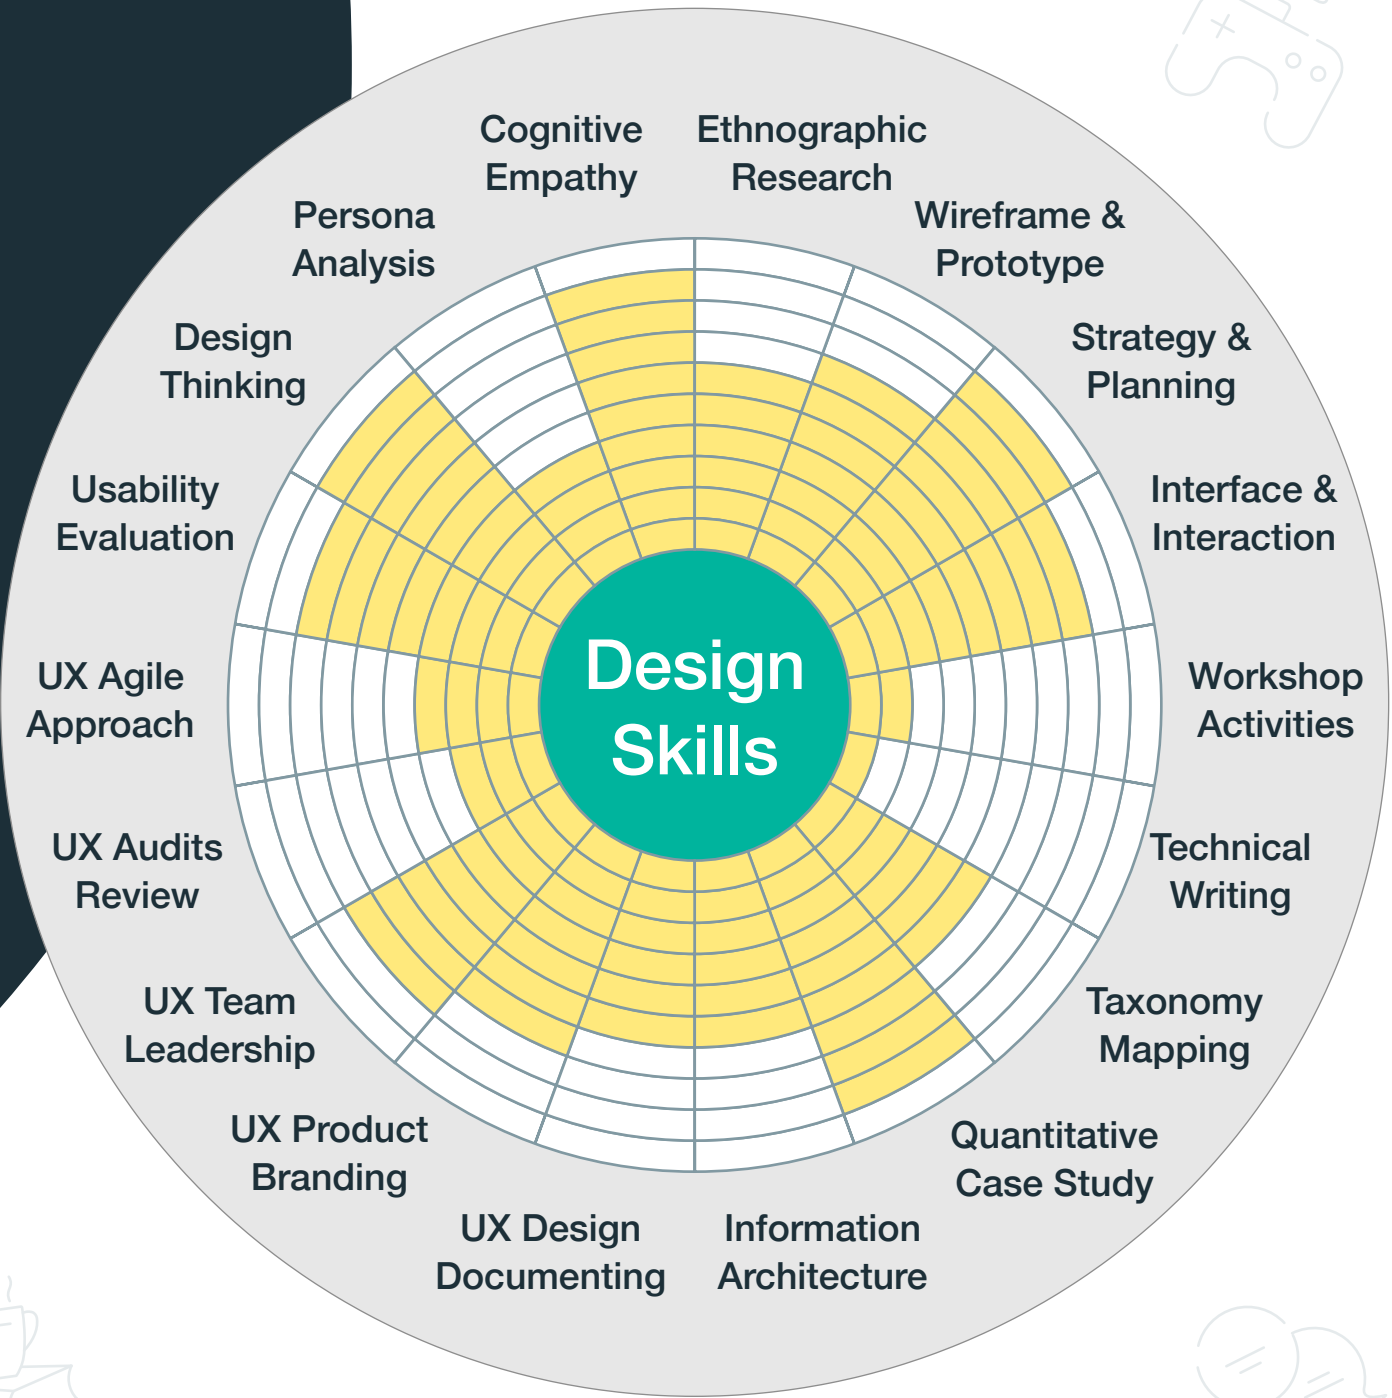 Cognitive
Empathy
Ethnographic
Research
Wireframe &
Prototype
Strategy &
Planning
Interface &
Interaction
Workshop
Activities
Technical
Writing
Taxonomy
Mapping
Quantitative
Case Study
Information
Architecture
UX Design
Documenting
UX Product
Branding
UX Team
Leadership
UX Audits
Review
UX Agile
Approach
Usability
Evaluation
Design
Thinking
Persona
Analysis
Design
Skills